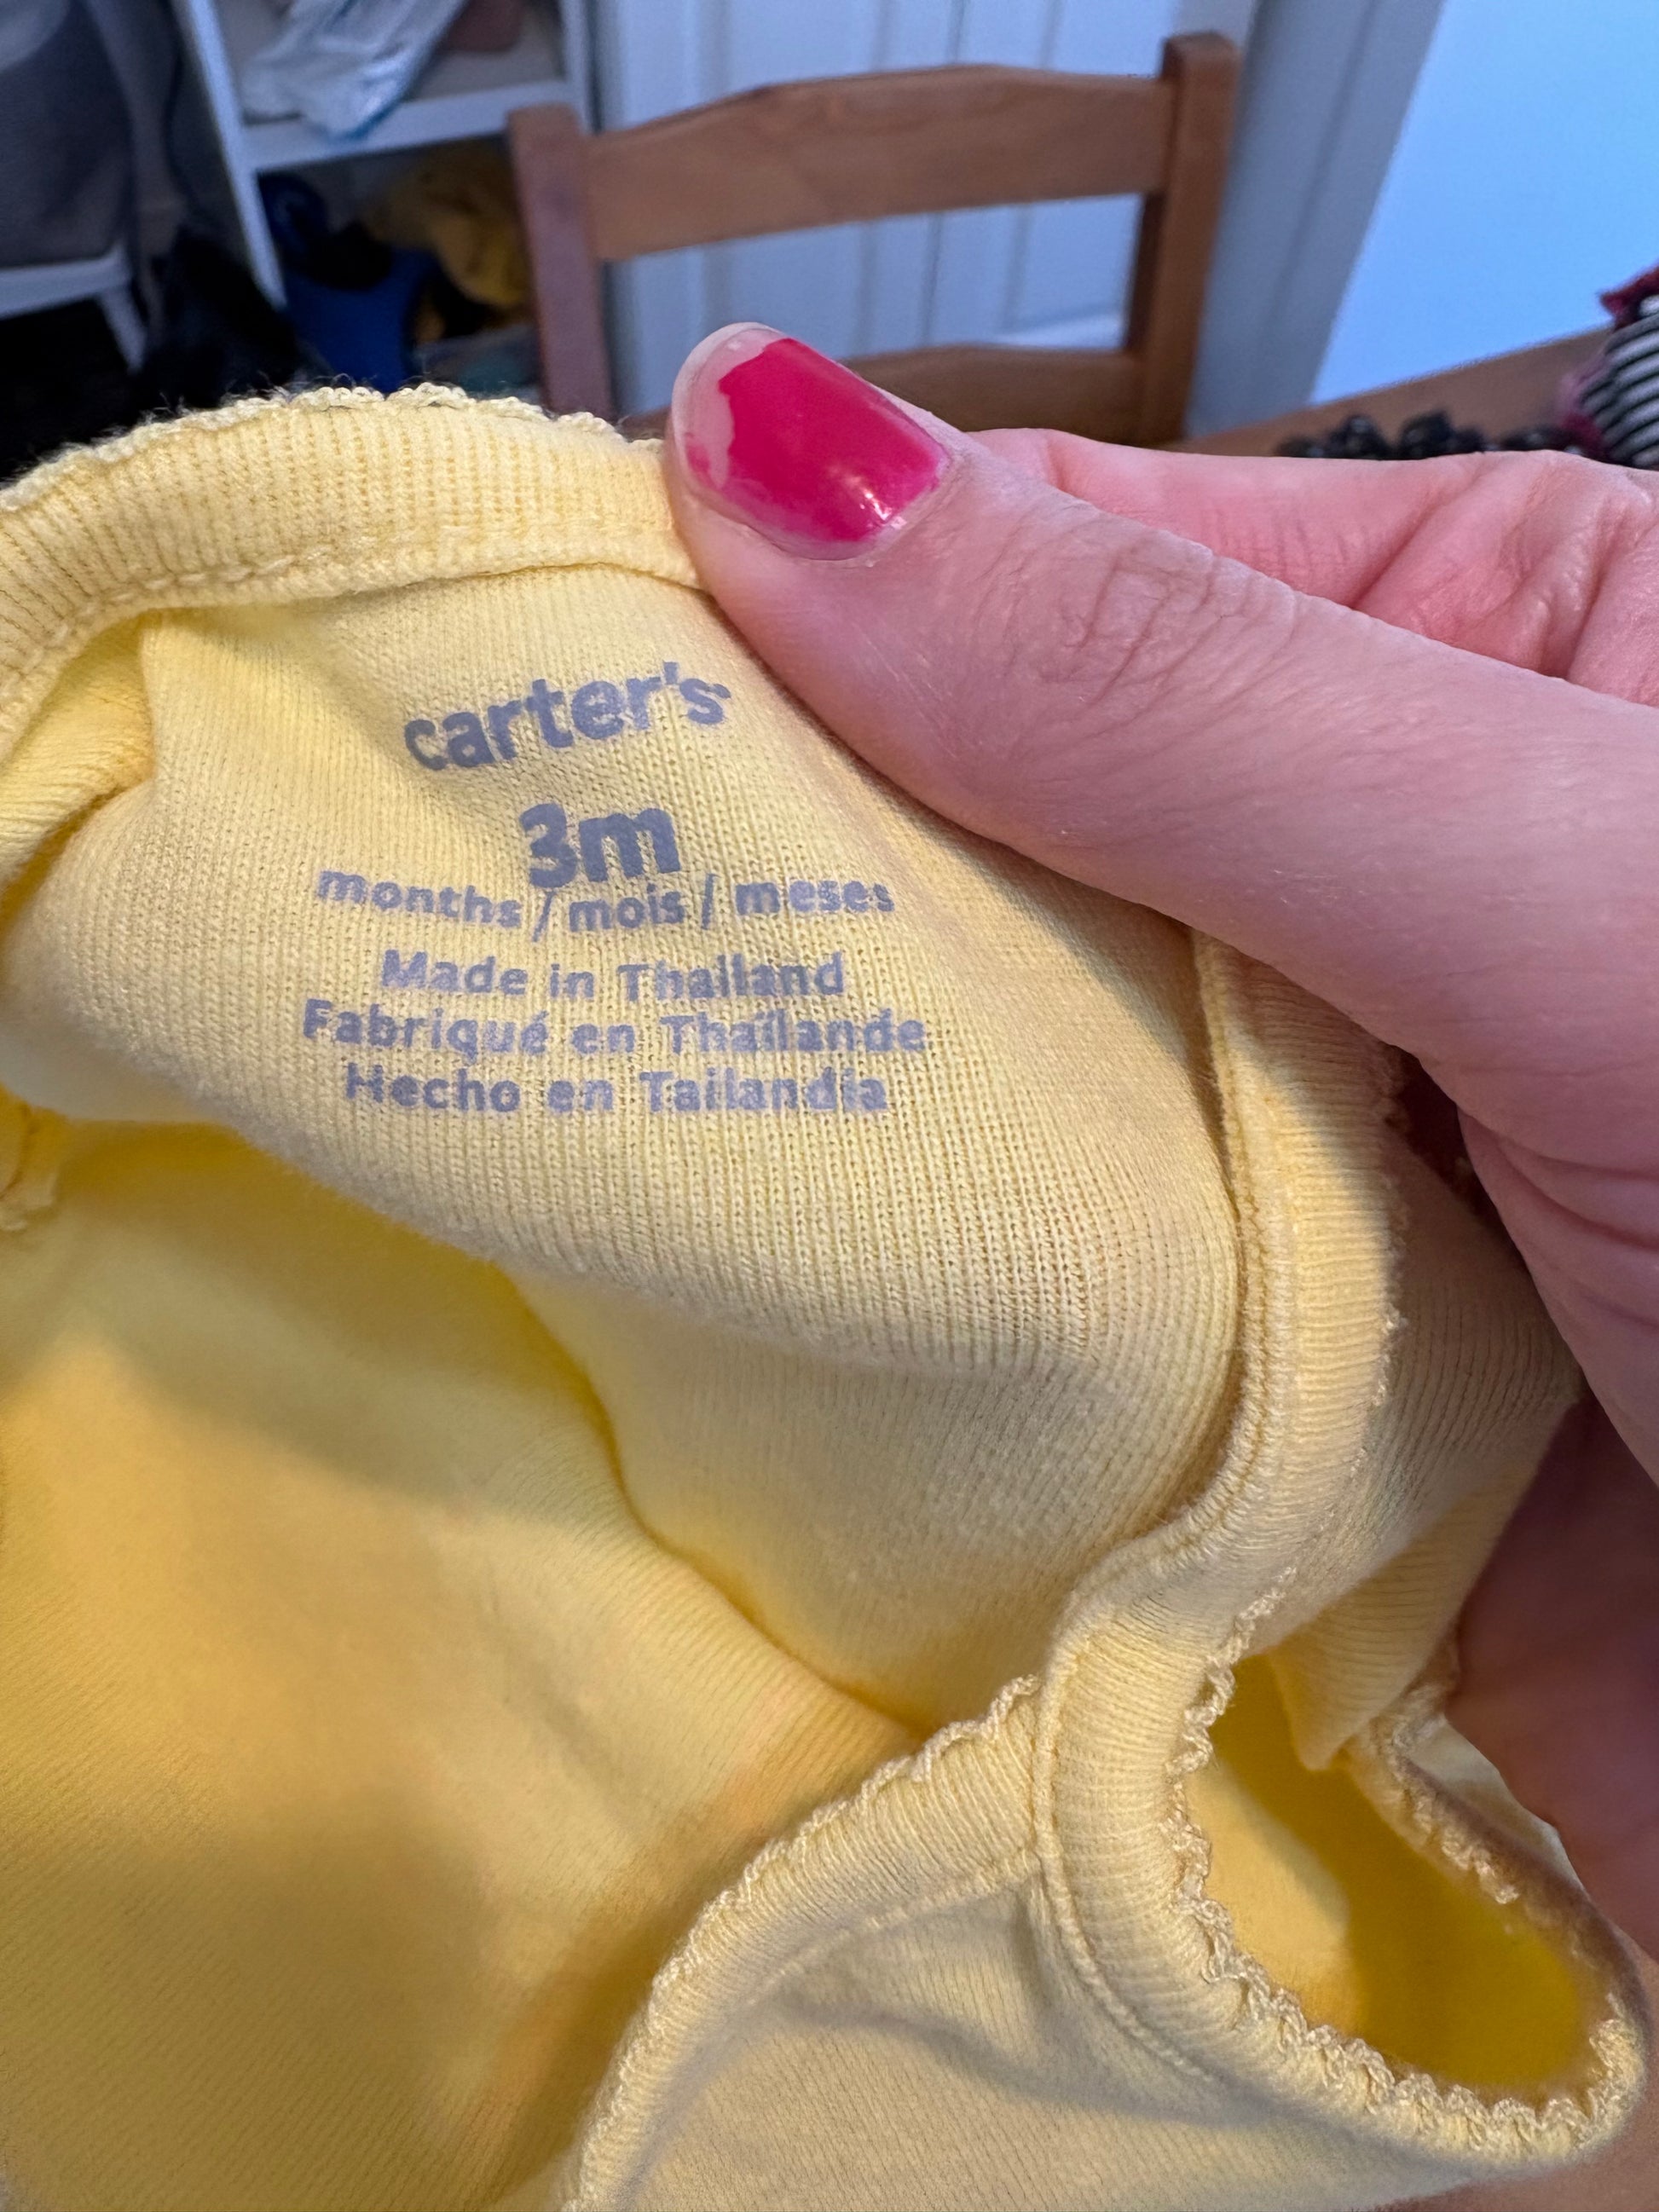 carter's
3m
months / mois / meses
Made in Thailand
Fabriqué en Thaïlande
Hecho en Tailandia